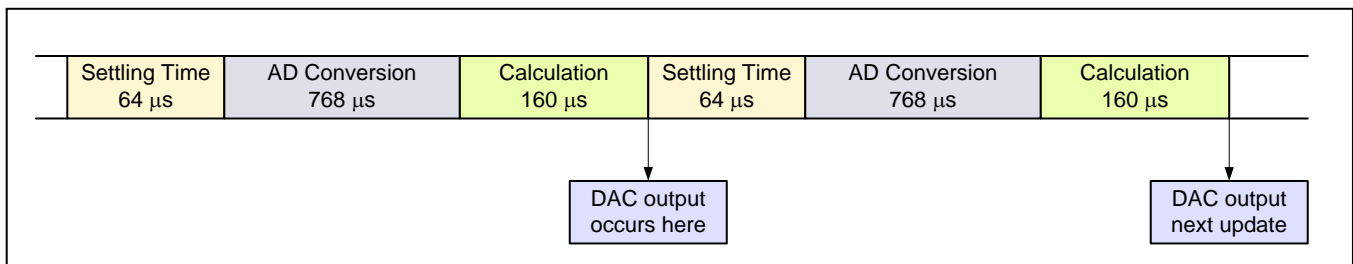 Settling Time
64 μs
AD Conversion
768 μs
Calculation
160 μs
Settling Time
64 μs
AD Conversion
768 μs
Calculation
160 μs
DAC output
occurs here
DAC output
next update